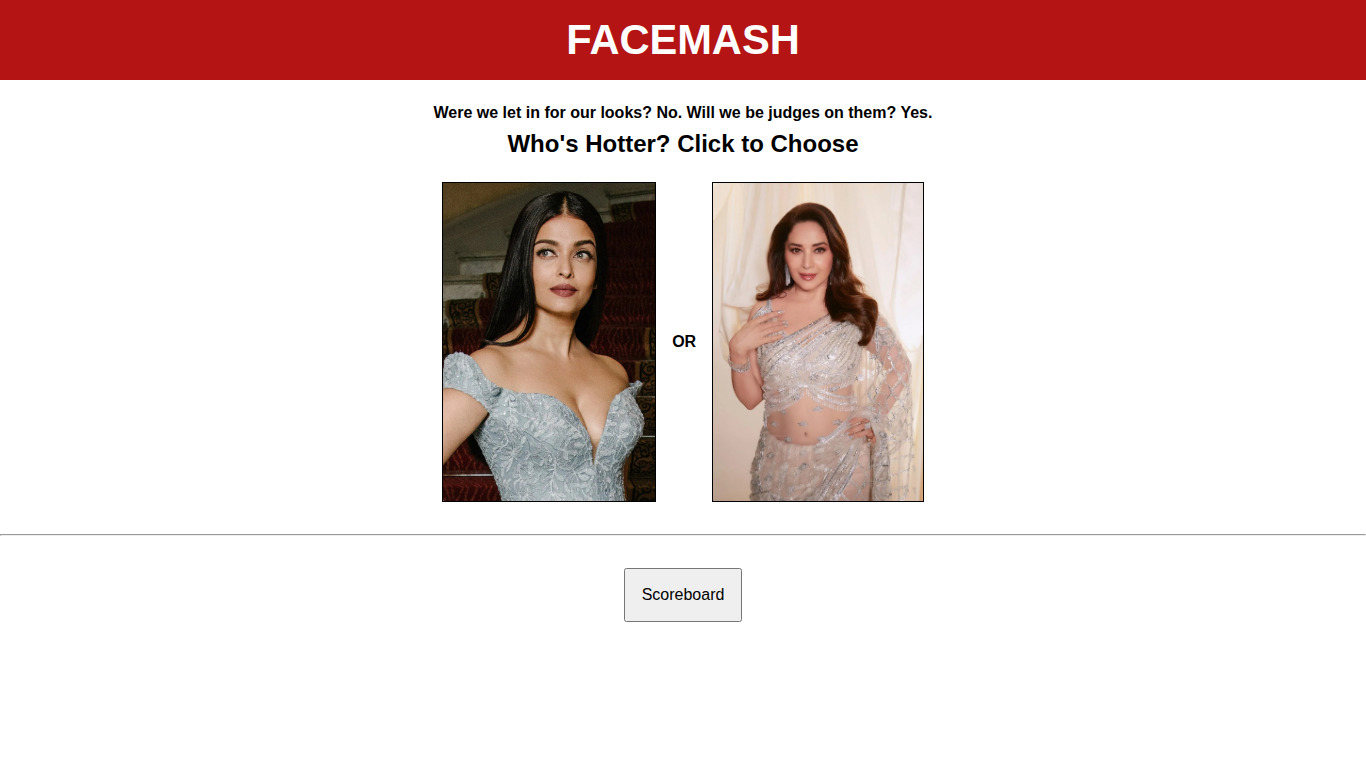 FACEMASH
Were we let in for our looks? No. Will we be judges on them? Yes.
Who's Hotter? Click to Choose
OR
Scoreboard